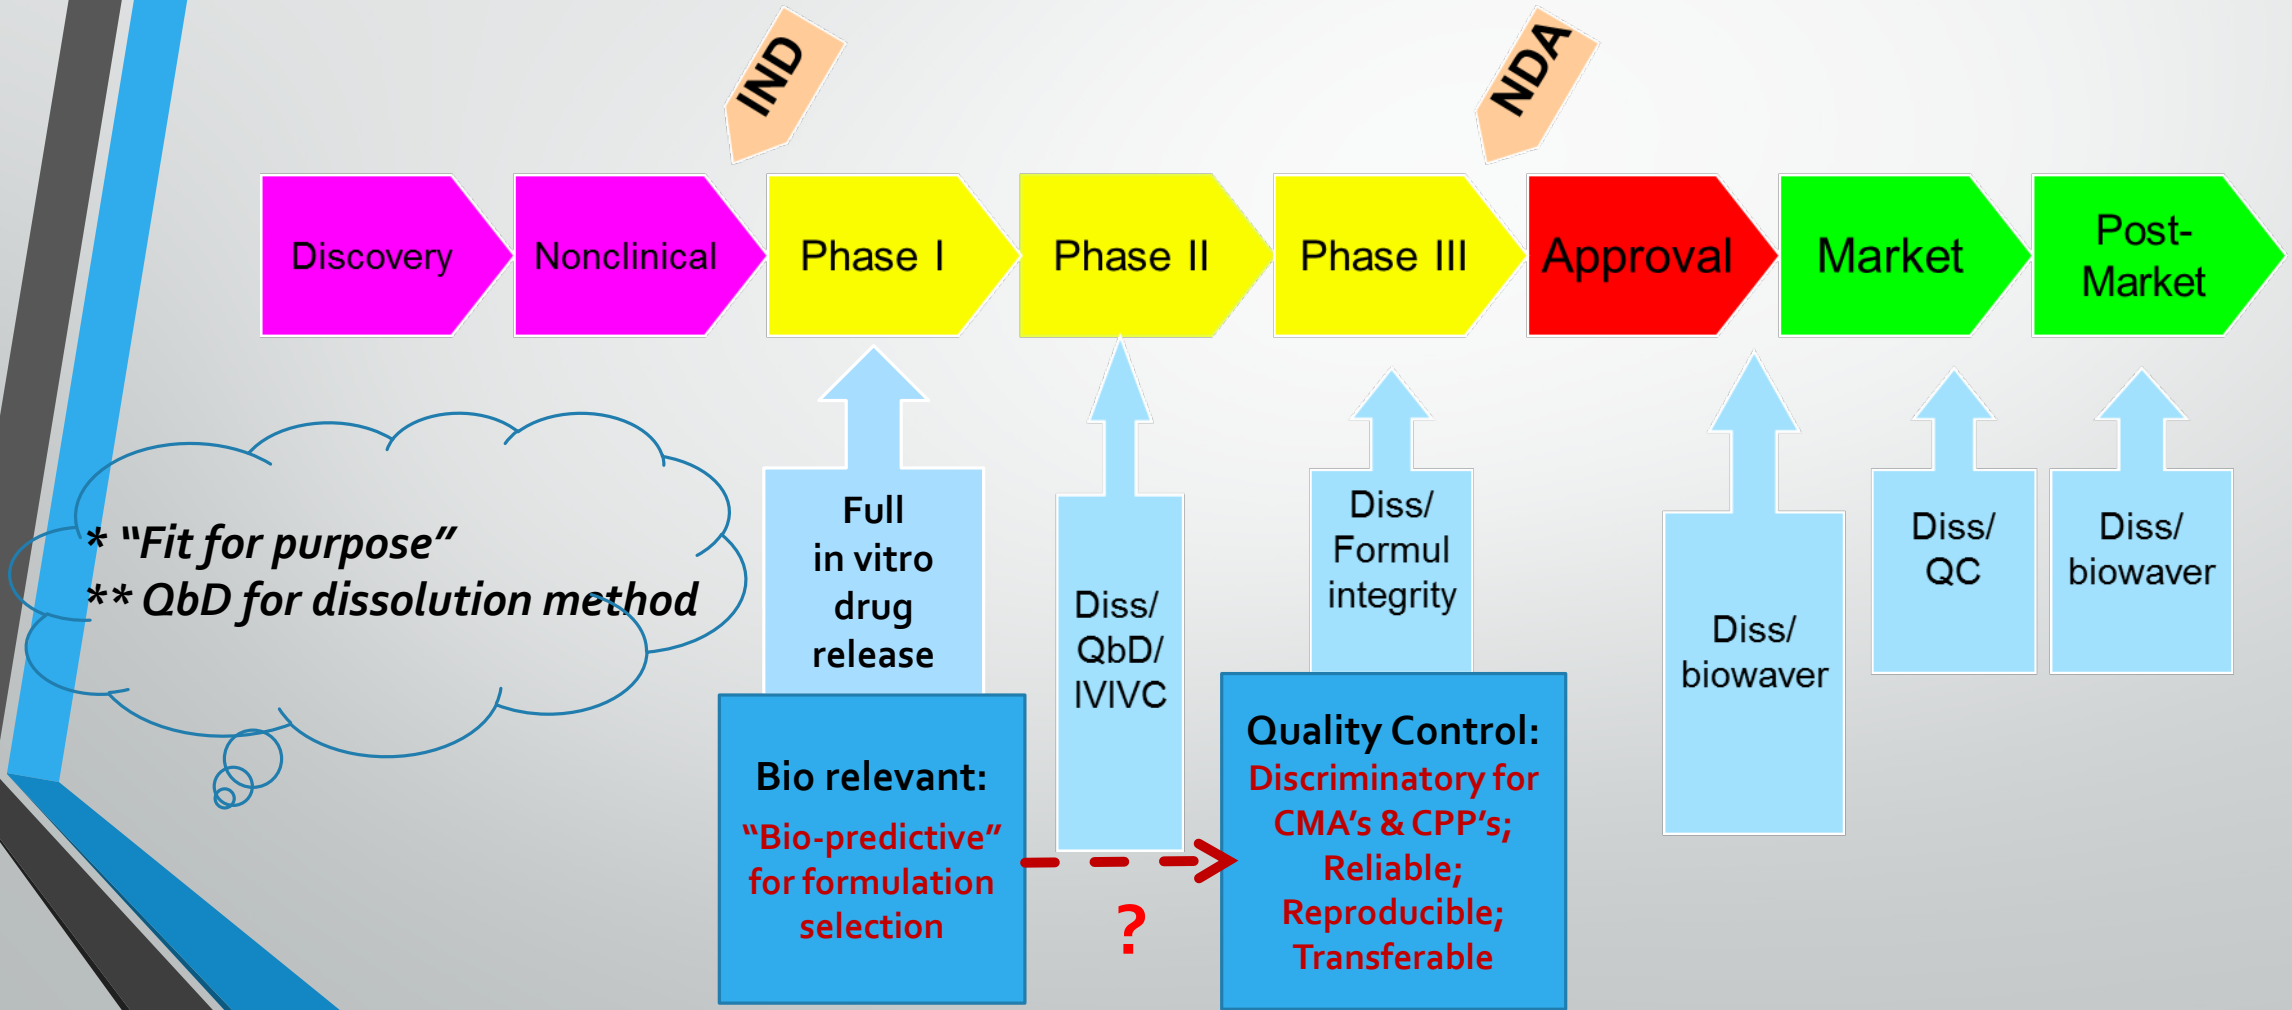 IND
NDA
Discovery
Nonclinical
Phase I
Phase II
Phase III
Approval
Market
Post-
Market
* “Fit for purpose”
** QbD for dissolution method
Full
in vitro
drug
release
Bio relevant:
“Bio-predictive”
for formulation
selection
Diss/
QbD/
IVIVC
?
Diss/
Formul
integrity
Quality Control:
Discriminatory for
CMA’s & CPP’s;
Reliable;
Reproducible;
Transferable
Diss/
biowaver
Diss/
QC
Diss/
biowaver